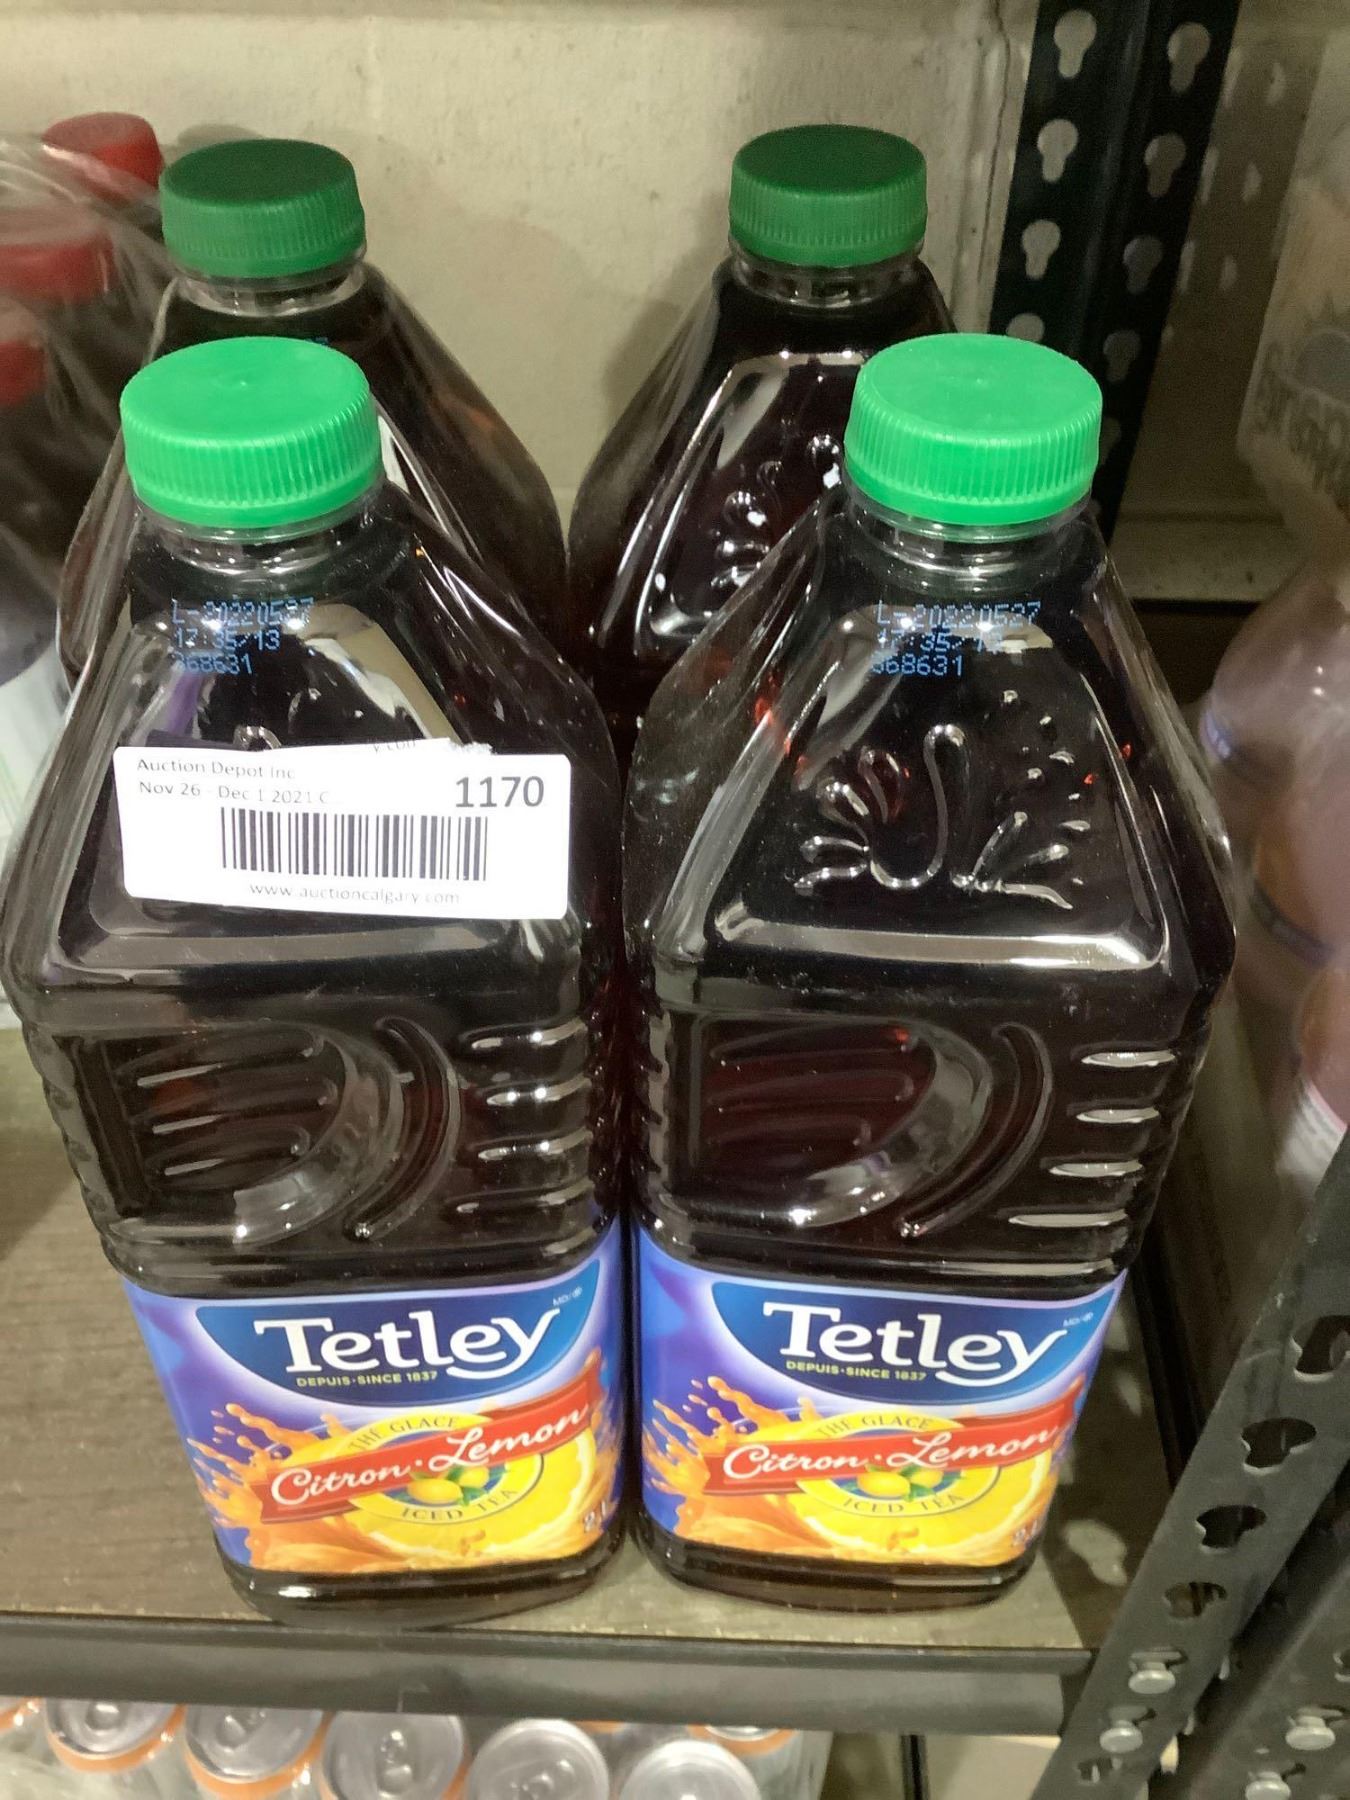 L-20220527
17:35/13
368631
L-20220527
17:35
368631
Auction Depot Inc
Nov 26 - Dec 1 2021 C...
1170
www.auctioncalgary.com
Tetley
MD/®
DEPUIS·SINCE 1837
THÉ GLACÉ
Citron·Lemon
ICED TEA
Tetley
MD/®
DEPUIS·SINCE 1837
THÉ GLACÉ
Citron·Lemon
ICED TEA